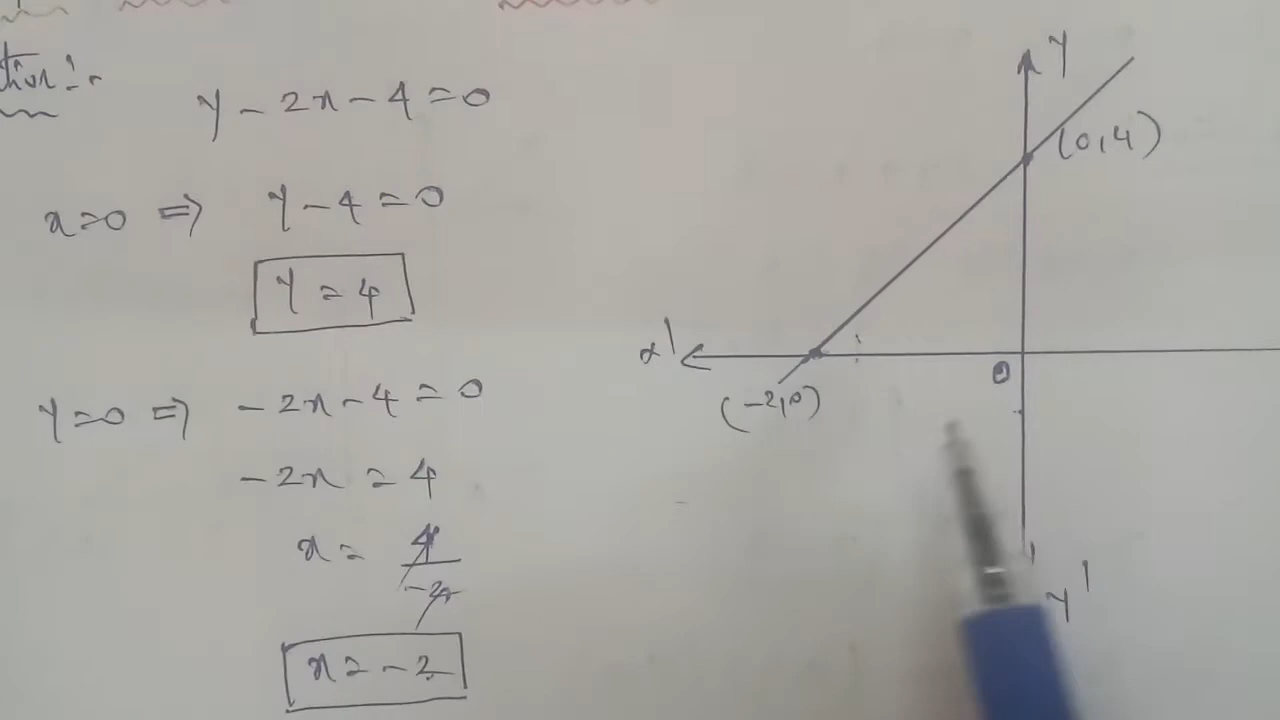 y - 2x - 4 = 0
x = 0 ⇒ y - 4 = 0
y = 4
y = 0 ⇒ -2x - 4 = 0
-2x = 4
x = 4/-2
x = -2
y
(0,4)
x'
0
(-2,0)
y'